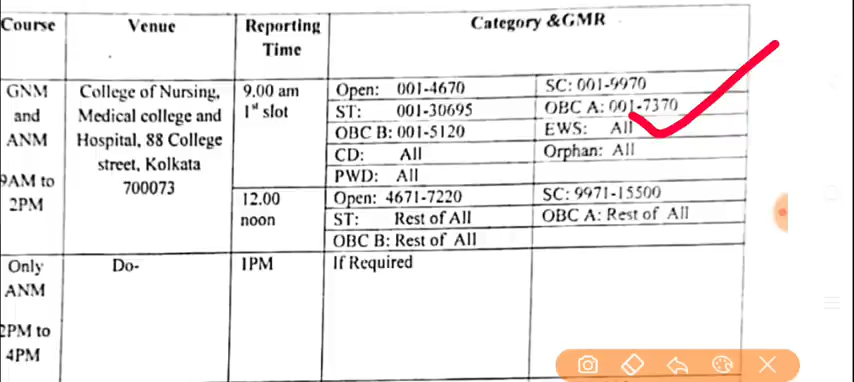 Course Venue Reporting Time Category &GMR
GNM and ANM 9AM to 2PM
College of Nursing, Medical college and Hospital, 88 College street, Kolkata 700073
9.00 am 1st slot
Open: 001-4670 SC: 001-9970
ST: 001-30695 OBC A: 001-7370
OBC B: 001-5120 EWS: All
CD: All Orphan: All
PWD: All
12.00 noon
Open: 4671-7220 SC: 9971-15500
ST: Rest of All OBC A: Rest of All
OBC B: Rest of All
Only ANM 2PM to 4PM
Do- 1PM If Required